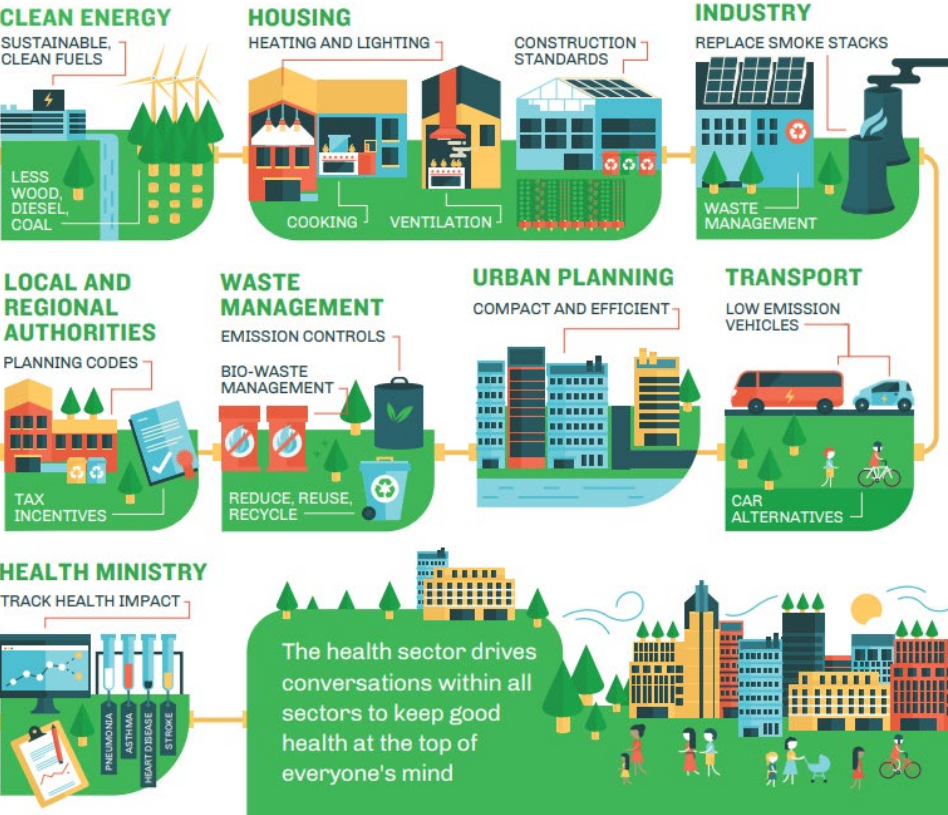 CLEAN ENERGY
SUSTAINABLE,
CLEAN FUELS
LESS
WOOD,
DIESEL,
COAL
HOUSING
HEATING AND LIGHTING
CONSTRUCTION
STANDARDS
COOKING
VENTILATION
INDUSTRY
REPLACE SMOKE STACKS
WASTE
MANAGEMENT
LOCAL AND
REGIONAL
AUTHORITIES
PLANNING CODES
TAX
INCENTIVES
WASTE
MANAGEMENT
EMISSION CONTROLS
BIO-WASTE
MANAGEMENT
REDUCE, REUSE,
RECYCLE
URBAN PLANNING
COMPACT AND EFFICIENT
TRANSPORT
LOW EMISSION
VEHICLES
CAR
ALTERNATIVES
HEALTH MINISTRY
TRACK HEALTH IMPACT
PNEUMONIA
ASTHMA
HEART DISEASE
STROKE
The health sector drives
conversations within all
sectors to keep good
health at the top of
everyone's mind